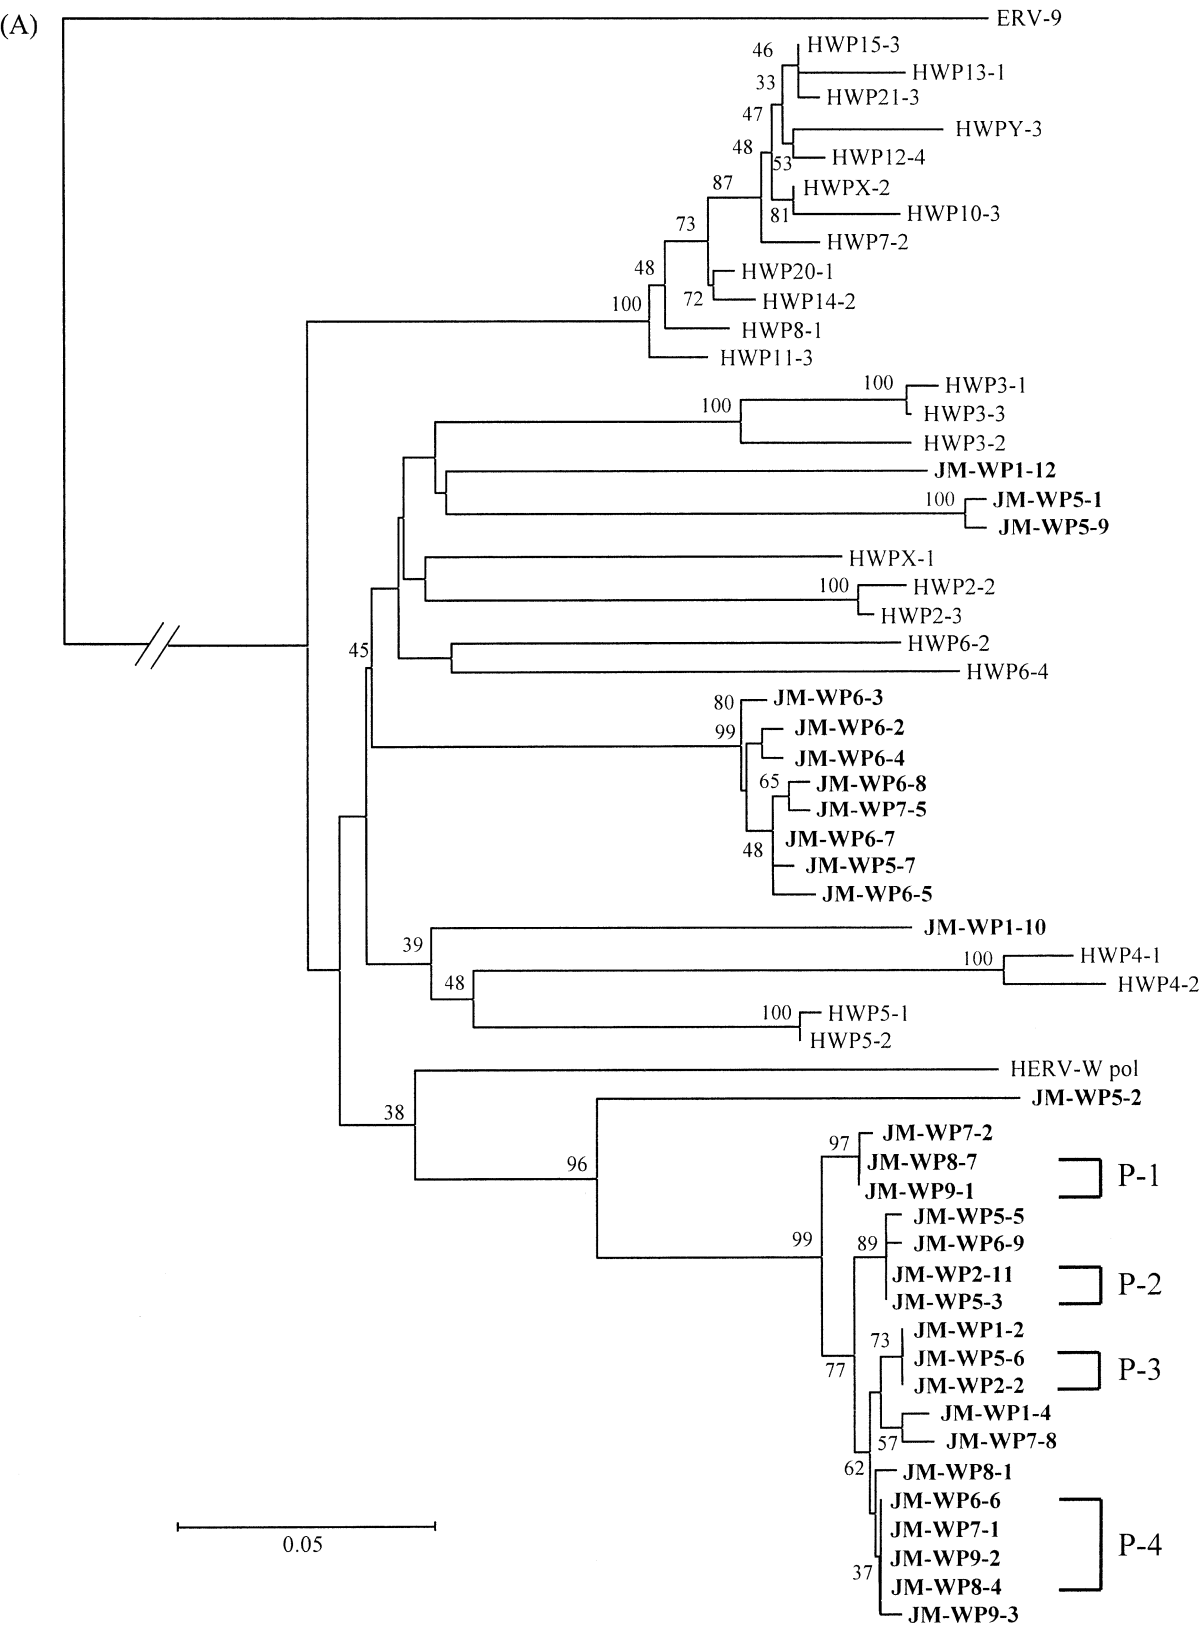 (A)
ERV-9
46
HWP15-3
HWP13-1
33
HWP21-3
47
HWPY-3
48
53
HWP12-4
87
HWPX-2
81
HWP10-3
73
HWP7-2
48
HWP20-1
72
HWP14-2
100
HWP8-1
HWP11-3
100
HWP3-1
100
HWP3-3
HWP3-2
JM-WP1-12
100
JM-WP5-1
JM-WP5-9
HWPX-1
100
HWP2-2
HWP2-3
45
HWP6-2
HWP6-4
80
JM-WP6-3
99
JM-WP6-2
JM-WP6-4
65
JM-WP6-8
JM-WP7-5
48
JM-WP6-7
JM-WP5-7
JM-WP6-5
39
JM-WP1-10
100
HWP4-1
48
HWP4-2
100
HWP5-1
HWP5-2
HERV-W pol
38
JM-WP5-2
97
JM-WP7-2
96
JM-WP8-7
P-1
JM-WP9-1
JM-WP5-5
99
89
JM-WP6-9
JM-WP2-11
P-2
JM-WP5-3
73
JM-WP1-2
77
JM-WP5-6
P-3
JM-WP2-2
JM-WP1-4
57
JM-WP7-8
62
JM-WP8-1
JM-WP6-6
JM-WP7-1
P-4
0.05
JM-WP9-2
37
JM-WP8-4
JM-WP9-3